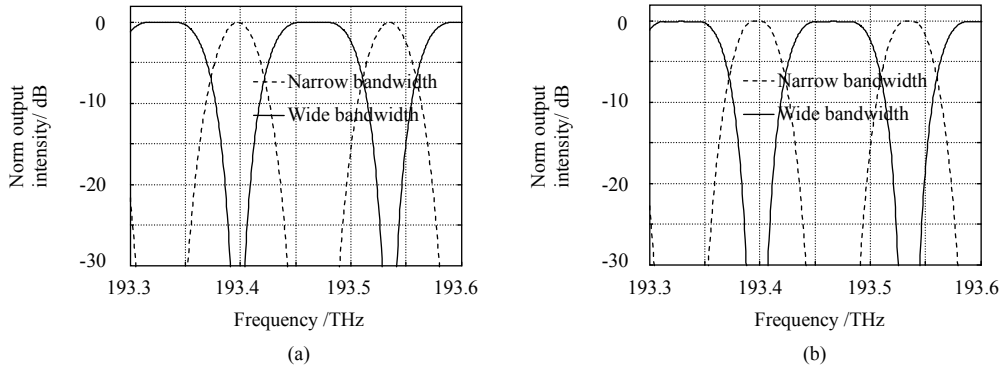 0
-10
-20
-30
Norm output
intensity/ dB
Narrow bandwidth
Wide bandwidth
193.3 193.4 193.5 193.6
Frequency /THz
(a)
0
-10
-20
-30
Norm output
intensity/ dB
Narrow bandwidth
Wide bandwidth
193.3 193.4 193.5 193.6
Frequency /THz
(b)